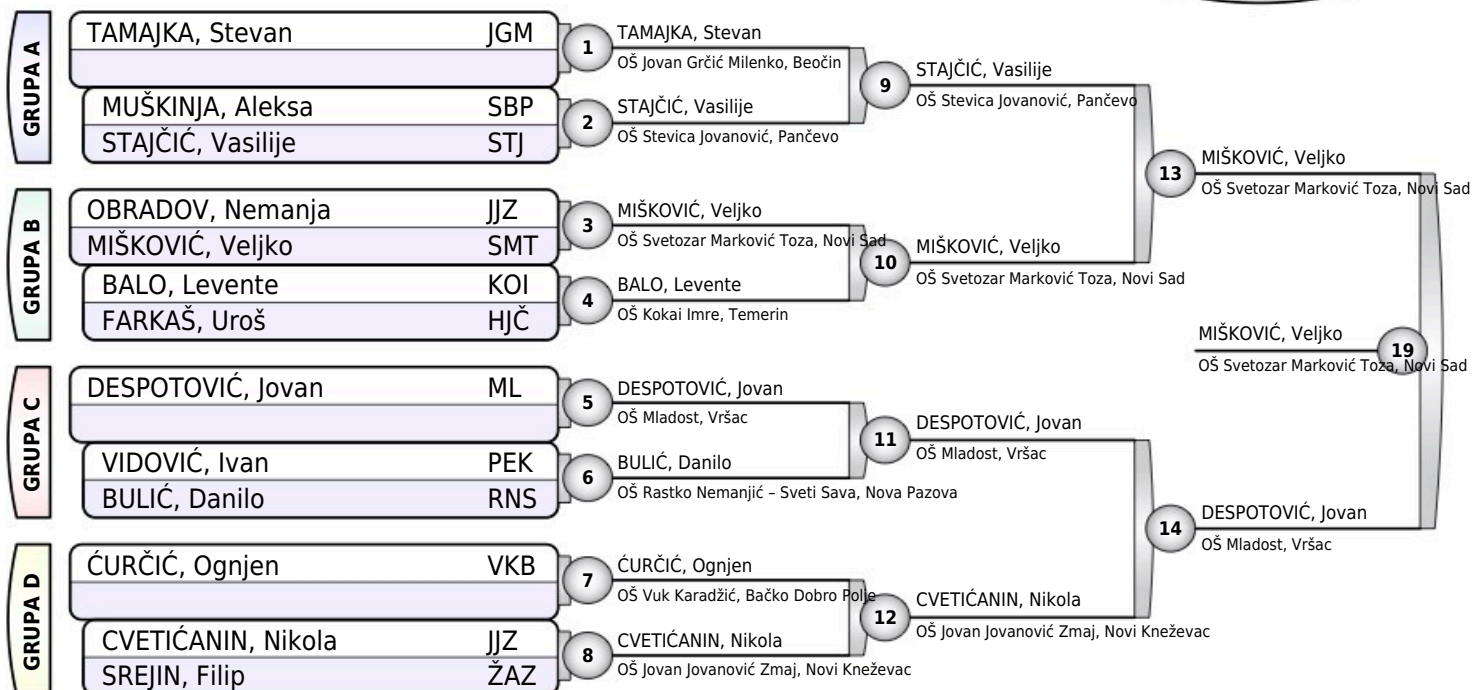 GRUPA A
TAMAJKA, Stevan JGM
MUŠKINJA, Aleksa SBP
STAJČIĆ, Vasilije STJ
GRUPA B
OBRADOV, Nemanja JJZ
MIŠKOVIĆ, Veljko SMT
BALO, Levente KOI
FARKAŠ, Uroš HJČ
GRUPA C
DESPOTOVIĆ, Jovan ML
VIDOVIĆ, Ivan PEK
BULIĆ, Danilo RNS
GRUPA D
ĆURČIĆ, Ognjen VKB
CVETIĆANIN, Nikola JJZ
SREJIN, Filip ŽAZ
1
TAMAJKA, Stevan
OŠ Jovan Grčić Milenko, Beočin
2
STAJČIĆ, Vasilije
OŠ Stevica Jovanović, Pančevo
3
MIŠKOVIĆ, Veljko
OŠ Svetozar Marković Toza, Novi Sad
4
BALO, Levente
OŠ Kokai Imre, Temerin
5
DESPOTOVIĆ, Jovan
OŠ Mladost, Vršac
6
BULIĆ, Danilo
OŠ Rastko Nemanjić – Sveti Sava, Nova Pazova
7
ĆURČIĆ, Ognjen
OŠ Vuk Karadžić, Bačko Dobro Polje
8
CVETIĆANIN, Nikola
OŠ Jovan Jovanović Zmaj, Novi Kneževac
9
STAJČIĆ, Vasilije
OŠ Stevica Jovanović, Pančevo
10
MIŠKOVIĆ, Veljko
OŠ Svetozar Marković Toza, Novi Sad
11
DESPOTOVIĆ, Jovan
OŠ Mladost, Vršac
12
CVETIĆANIN, Nikola
OŠ Jovan Jovanović Zmaj, Novi Kneževac
13
MIŠKOVIĆ, Veljko
OŠ Svetozar Marković Toza, Novi Sad
14
DESPOTOVIĆ, Jovan
OŠ Mladost, Vršac
MIŠKOVIĆ, Veljko
19
OŠ Svetozar Marković Toza, Novi Sad